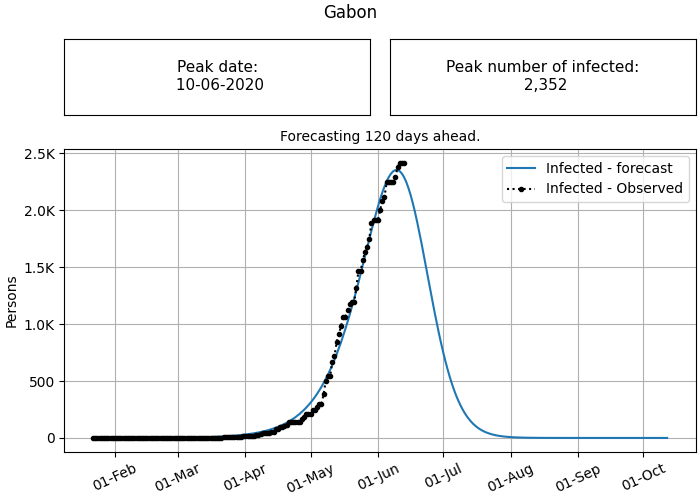 Gabon
Peak date:
10-06-2020
Peak number of infected:
2,352
Forecasting 120 days ahead.
Infected - forecast
Infected - Observed
Persons
2.5K
2.0K
1.5K
1.0K
500
0
01-Feb
01-Mar
01-Apr
01-May
01-Jun
01-Jul
01-Aug
01-Sep
01-Oct